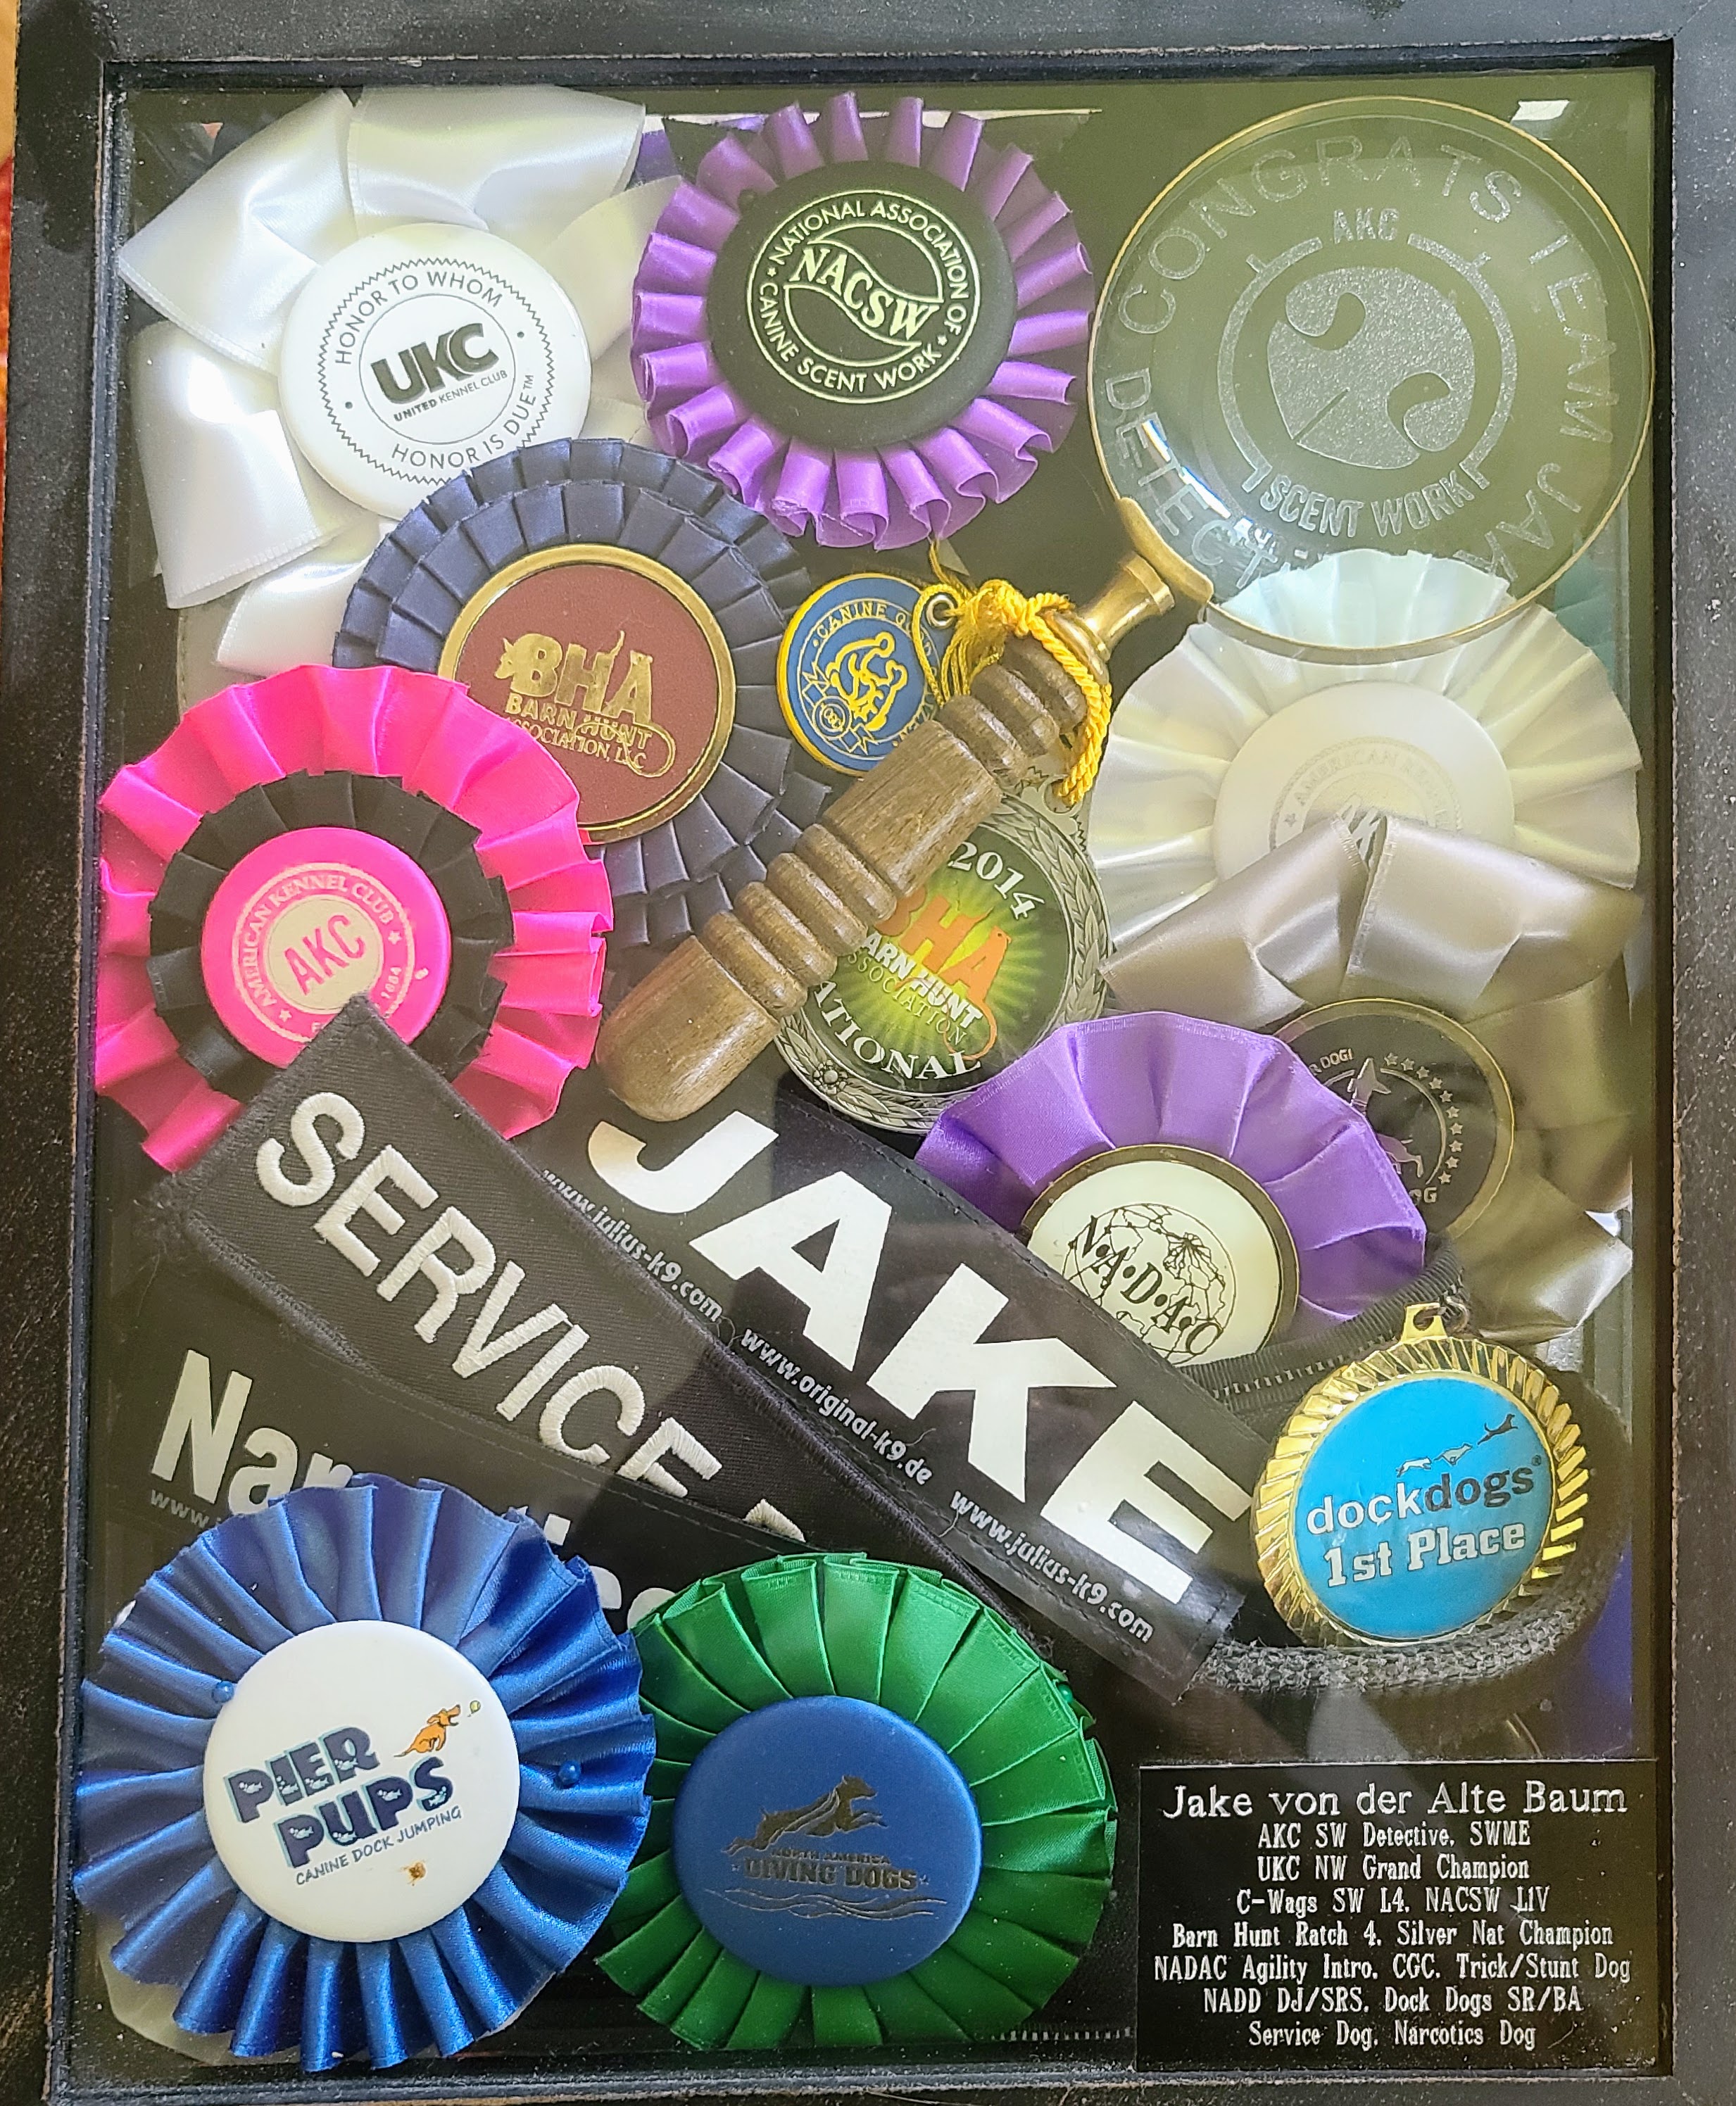 HONOR TO WHOM
UKC
UNITED KENNEL CLUB
HONOR IS DUE™
NATIONAL ASSOCIATION OF
NACSW
CANINE SCENT WORK
CONGRATS TEAM
AKC
SCENT WORK
BHA
BARN HUNT
ASSOCIATION, LLC
CANINE
AMERICAN KENNEL CLUB
AKC
2014
BHA
BARN HUNT
ASSOCIATION
NATIONAL
AMERICAN
DOG!
N·A·D·A·C
SERVICE
JAKE
www.julius-k9.com www.original-k9.de www.julius-k9.com
dockdogs®
1st Place
PIER
PUPS
CANINE DOCK JUMPING
NORTH AMERICA
DIVING DOGS
Jake von der Alte Baum
AKC SW Detective, SWME
UKC NW Grand Champion
C-Wags SW L4, NACSW L1V
Barn Hunt Ratch 4, Silver Nat Champion
NADAC Agility Intro, CGC, Trick/Stunt Dog
NADD DJ/SRS, Dock Dogs SR/BA
Service Dog, Narcotics Dog